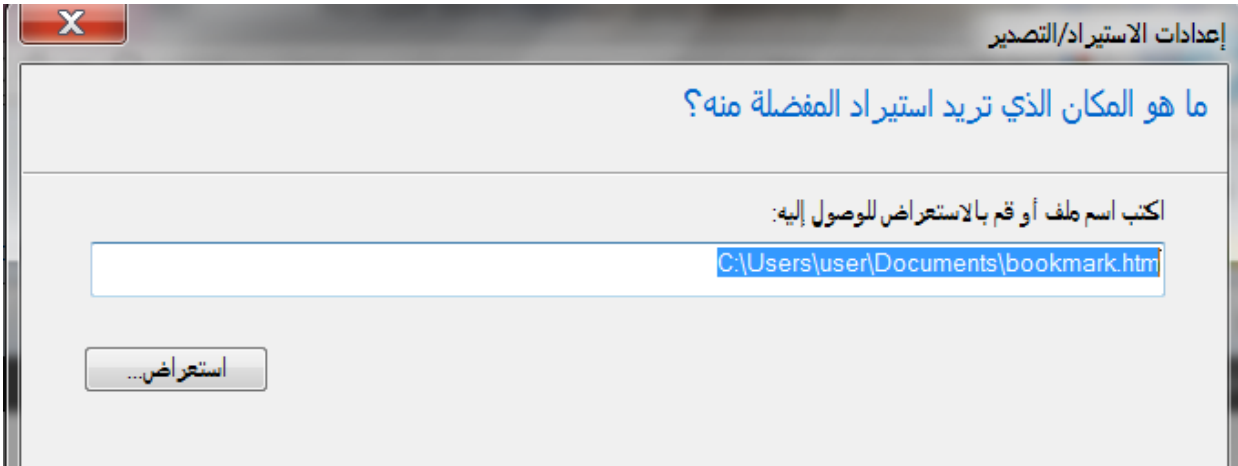 إعدادات الاستيراد/التصدير
ما هو المكان الذي تريد استيراد المفضلة منه؟
اكتب اسم ملف أو قم بالاستعراض للوصول إليه:
C:\Users\user\Documents\bookmark.htm
استعراض...